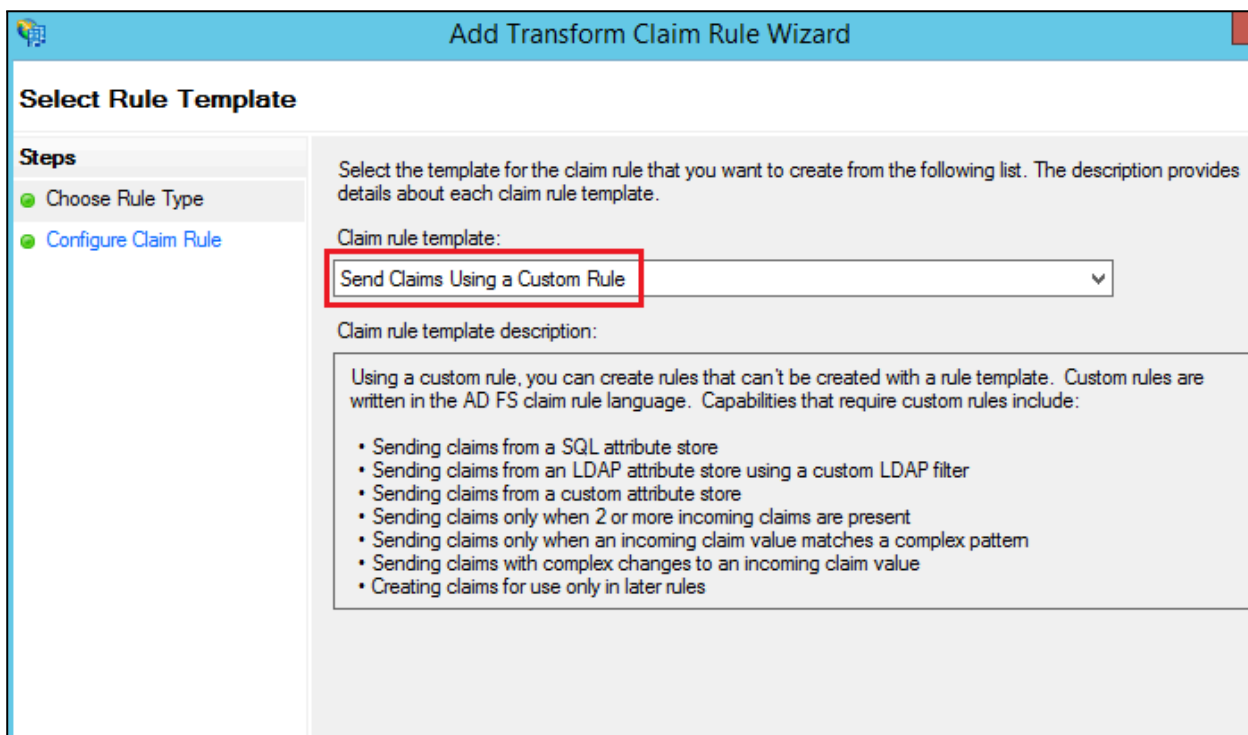 Add Transform Claim Rule Wizard
Select Rule Template
Steps
Choose Rule Type
Configure Claim Rule
Select the template for the claim rule that you want to create from the following list. The description provides
details about each claim rule template.
Claim rule template:
Send Claims Using a Custom Rule
Claim rule template description:
Using a custom rule, you can create rules that can't be created with a rule template. Custom rules are
written in the AD FS claim rule language. Capabilities that require custom rules include:
• Sending claims from a SQL attribute store
• Sending claims from an LDAP attribute store using a custom LDAP filter
• Sending claims from a custom attribute store
• Sending claims only when 2 or more incoming claims are present
• Sending claims only when an incoming claim value matches a complex pattern
• Sending claims with complex changes to an incoming claim value
• Creating claims for use only in later rules